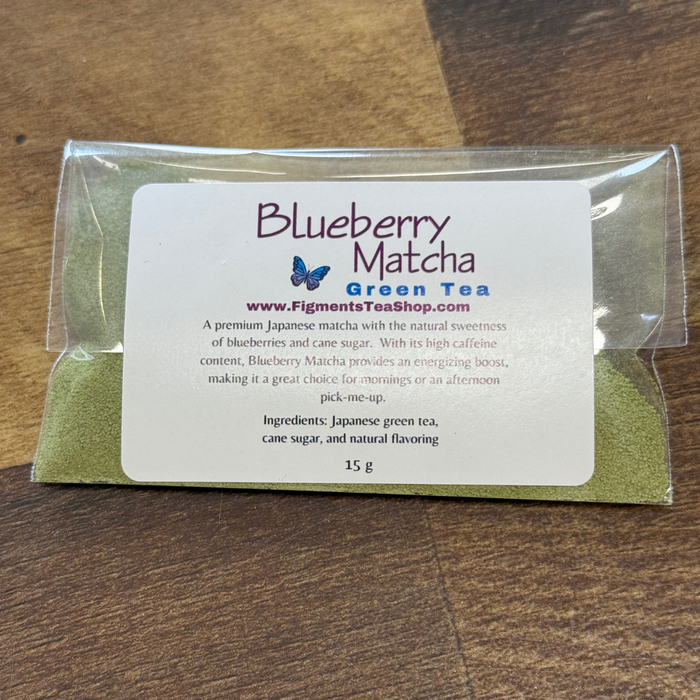 Blueberry
Matcha
Green Tea
www.FigmentsTeaShop.com
A premium Japanese matcha with the natural sweetness
of blueberries and cane sugar. With its high caffeine
content, Blueberry Matcha provides an energizing boost,
making it a great choice for mornings or an afternoon
pick-me-up.
Ingredients: Japanese green tea,
cane sugar, and natural flavoring
15 g